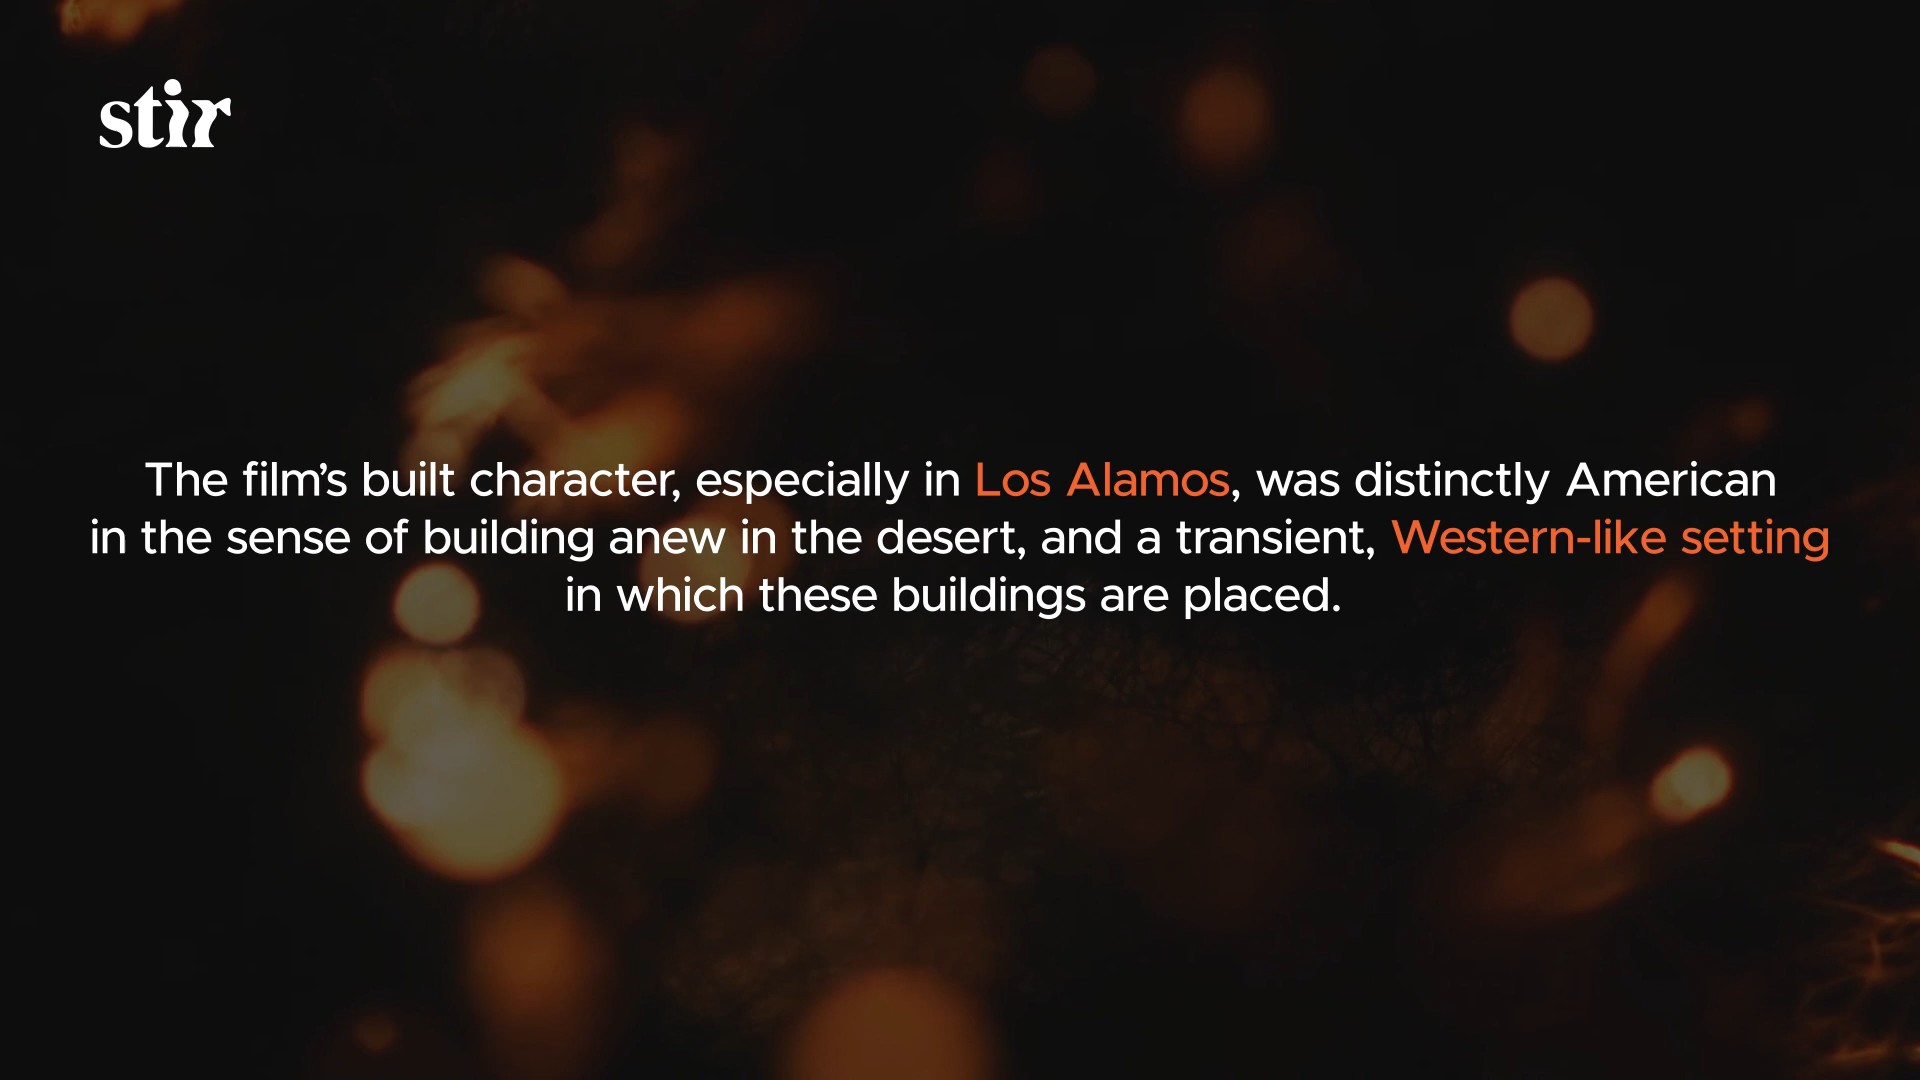 stir
The film’s built character, especially in Los Alamos, was distinctly American
in the sense of building anew in the desert, and a transient, Western-like setting
in which these buildings are placed.